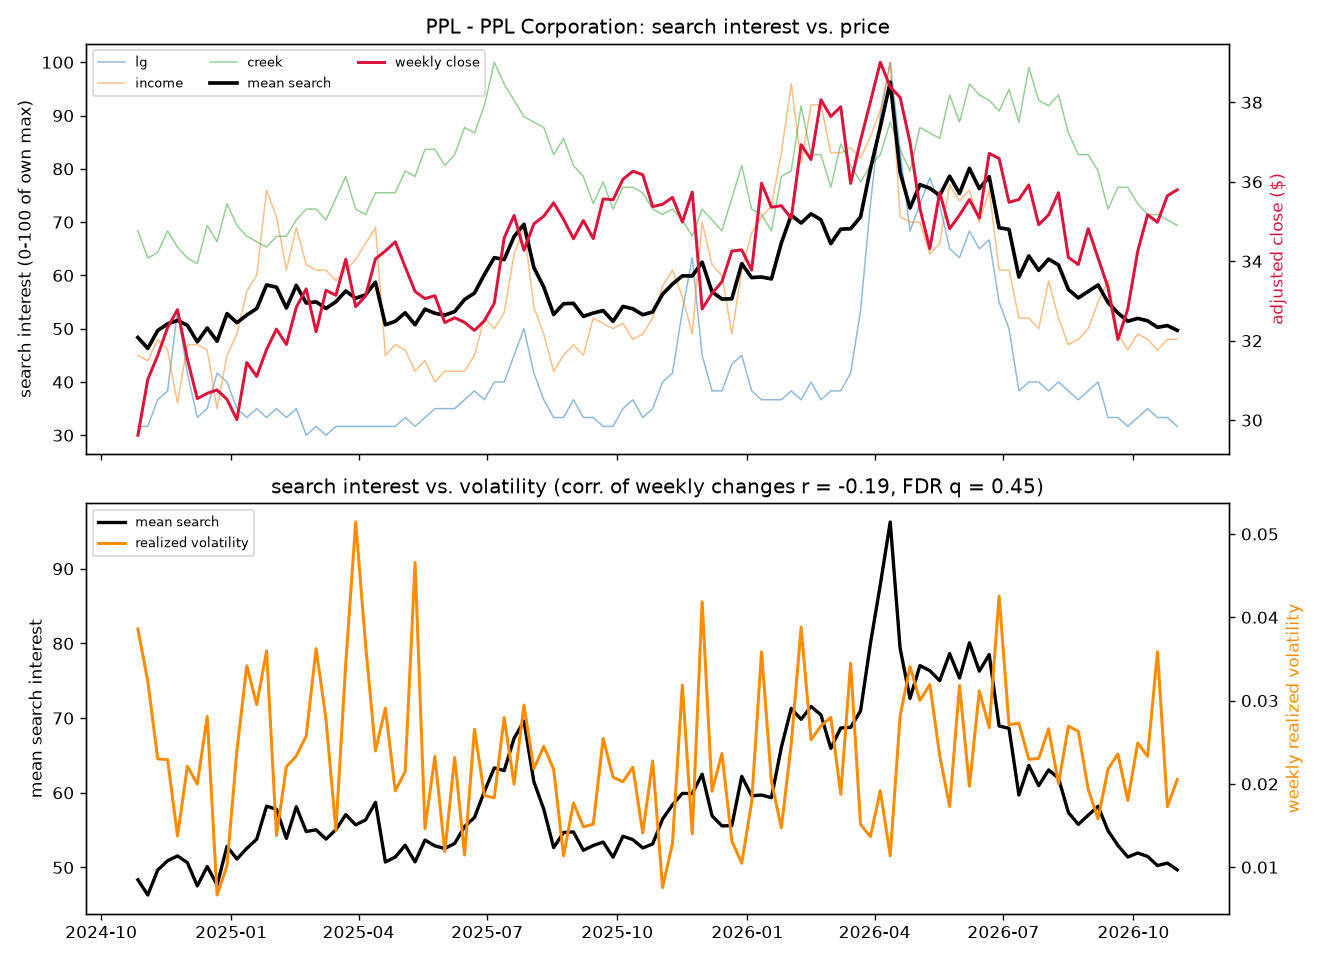 PPL - PPL Corporation: search interest vs. price
lg
income
creek
mean search
weekly close
100
90
80
70
60
50
40
30
search interest (0-100 of own max)
38
36
34
32
30
adjusted close ($)
search interest vs. volatility (corr. of weekly changes r = -0.19, FDR q = 0.45)
mean search
realized volatility
90
80
70
60
50
mean search interest
0.05
0.04
0.03
0.02
0.01
weekly realized volatility
2024-10
2025-01
2025-04
2025-07
2025-10
2026-01
2026-04
2026-07
2026-10